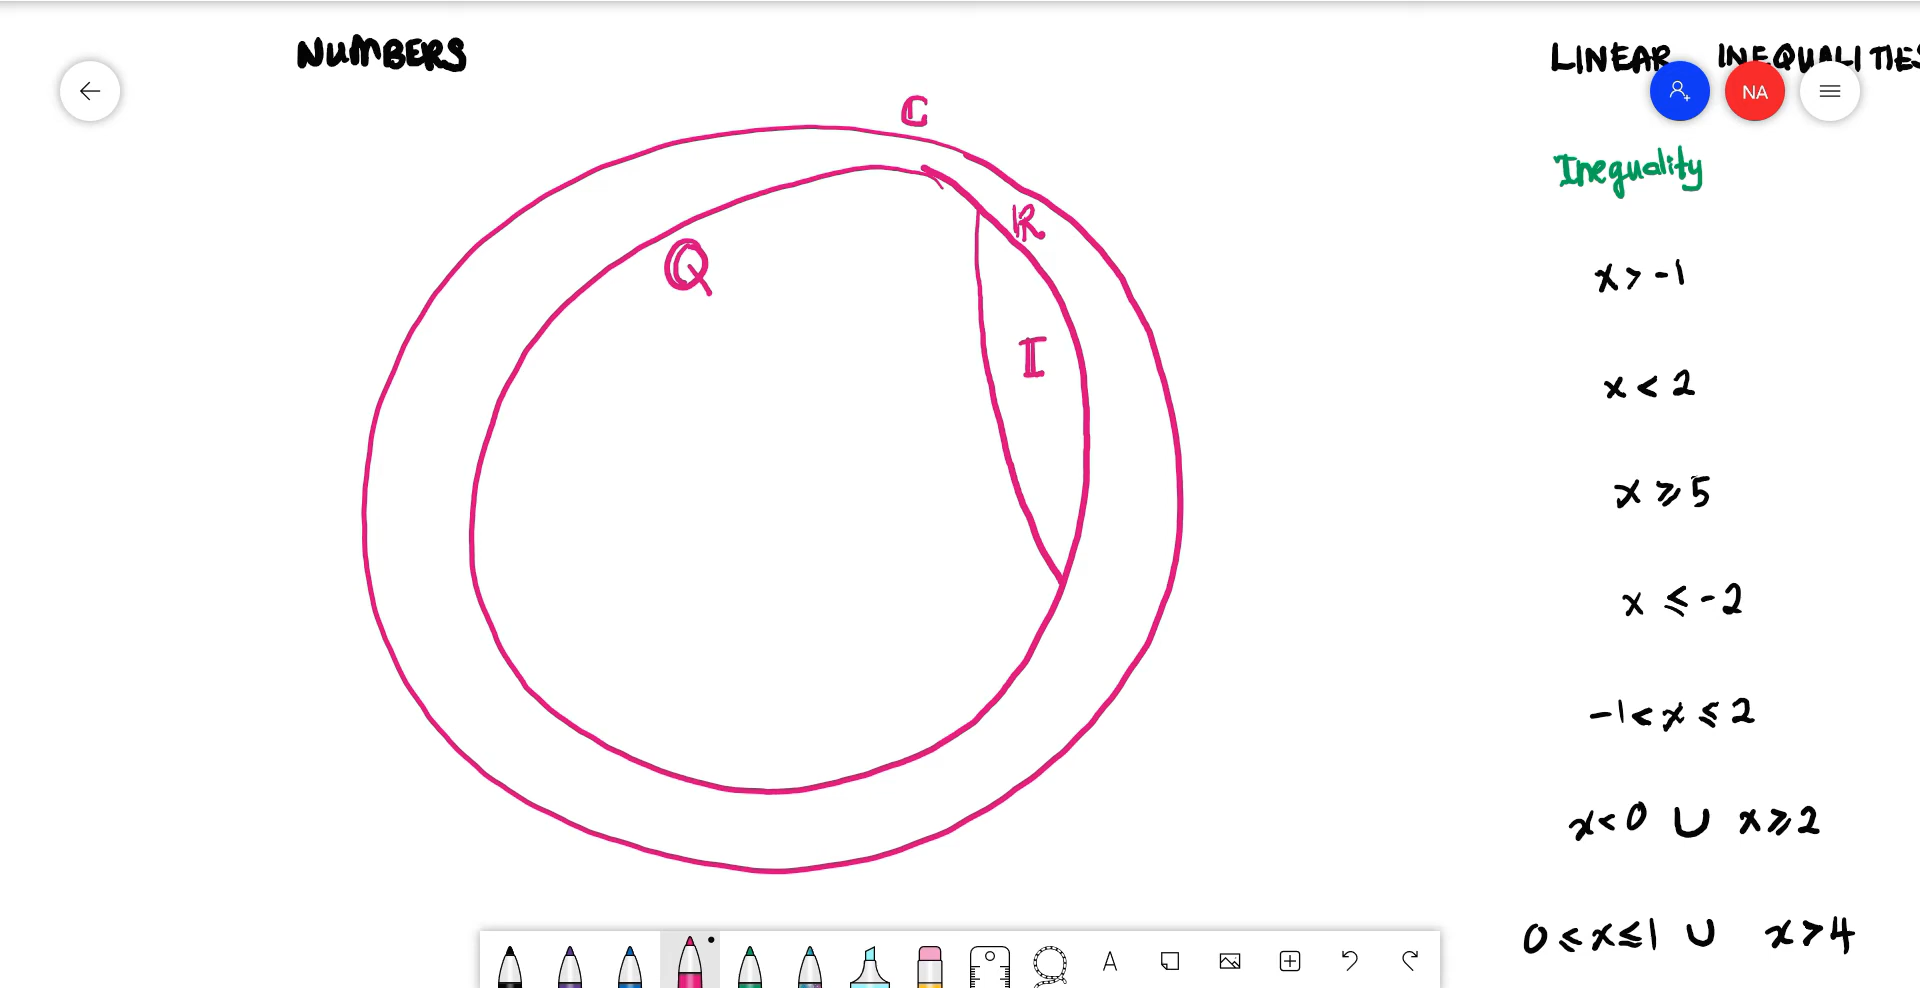 NUMBERS
ℂ
ℝ
ℚ
𝕀
LINEAR INEQUALITIES
NA
Inequality
x > -1
x < 2
x ⩾ 5
x ⩽ -2
-1 < x ⩽ 2
x < 0 ∪ x ⩾ 2
0 ⩽ x ⩽ 1 ∪ x > 4
A